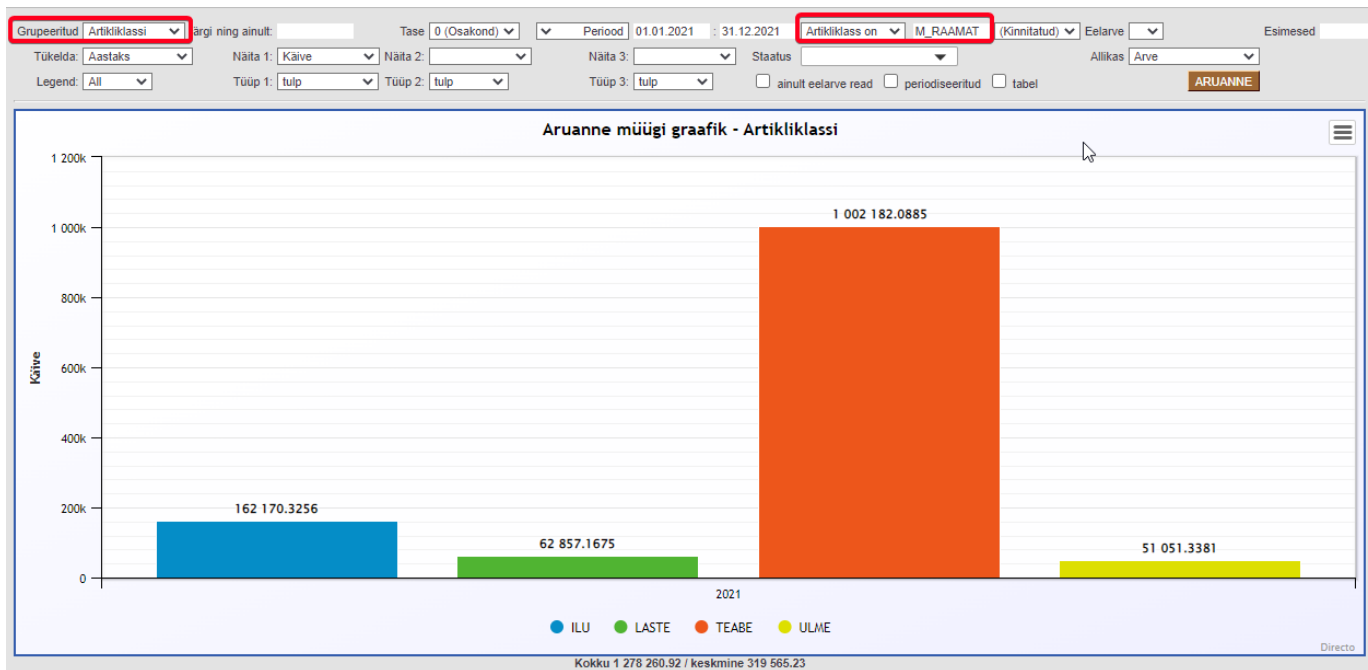 Grupeeritud Artikliklassi järgi ning ainult: Tase 0 (Osakond) Periood 01.01.2021 : 31.12.2021 Artikliklass on M_RAAMAT (Kinnitatud) Eelarve Esimesed
Tükelda: Aastaks Näita 1: Käive Näita 2: Näita 3: Staatus Allikas Arve
Legend: All Tüüp 1: tulp Tüüp 2: tulp Tüüp 3: tulp ainult eelarve read periodiseeritud tabel ARUANNE
Aruanne müügi graafik - Artikliklassi
1 200k
1 000k
800k
600k
400k
200k
0
Käive
1 002 182.0885
162 170.3256
62 857.1675
51 051.3381
2021
ILU LASTE TEABE ULME
Directo
Kokku 1 278 260.92 / keskmine 319 565.23